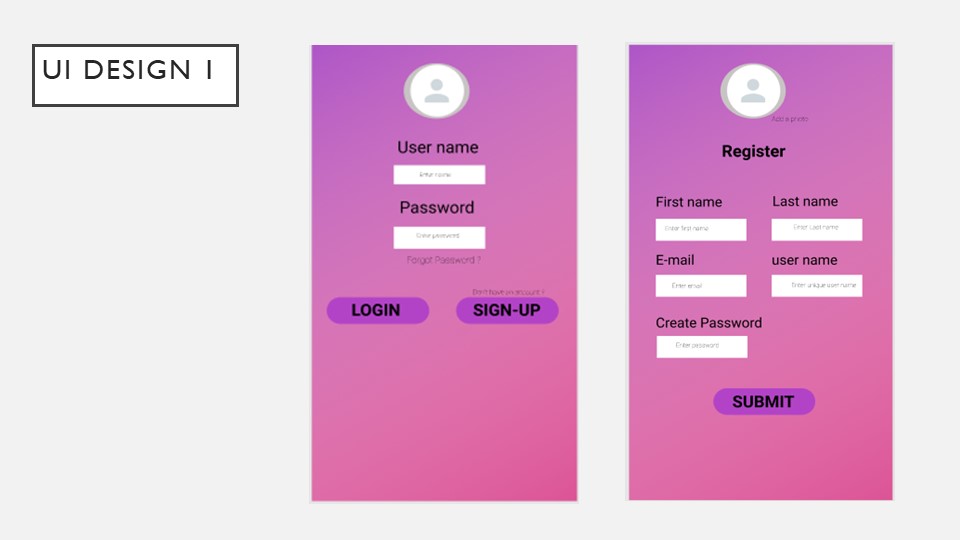 UI DESIGN 1
User name
Enter name
Password
Enter password
Forgot Password ?
Don't have an account ?
LOGIN
SIGN-UP
Add a photo
Register
First name
Last name
Enter first name
Enter Last name
E-mail
user name
Enter email
Enter unique user name
Create Password
Enter password
SUBMIT